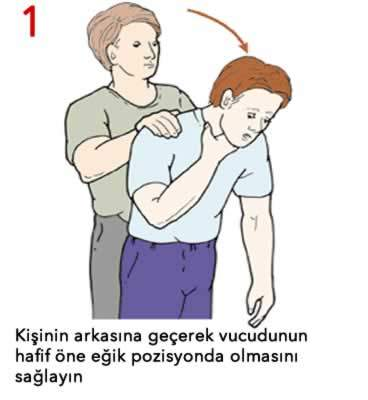 1
Kişinin arkasına geçerek vucudunun
hafif öne eğik pozisyonda olmasını
sağlayın